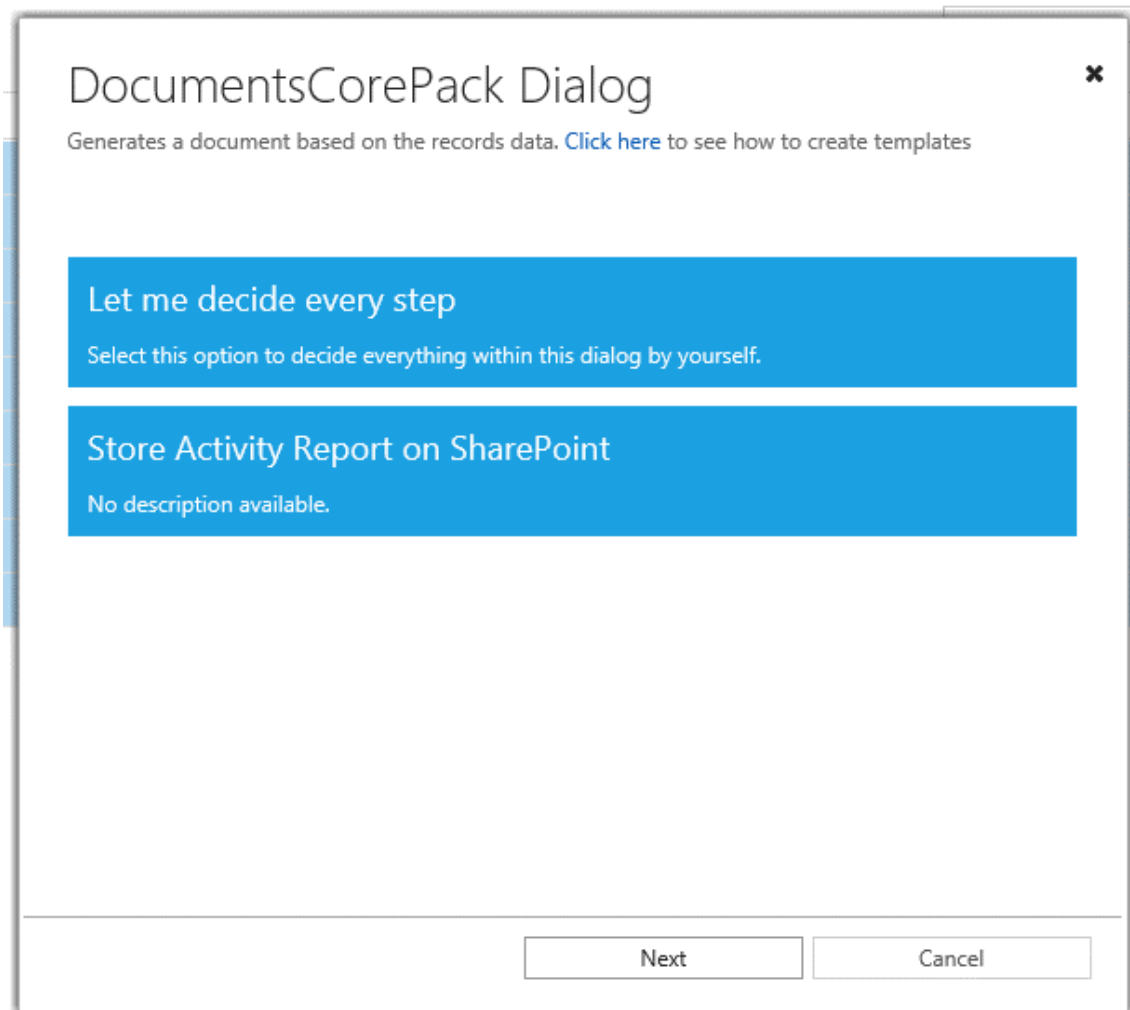 DocumentsCorePack Dialog
Generates a document based on the records data. Click here to see how to create templates
Let me decide every step
Select this option to decide everything within this dialog by yourself.
Store Activity Report on SharePoint
No description available.
Next
Cancel